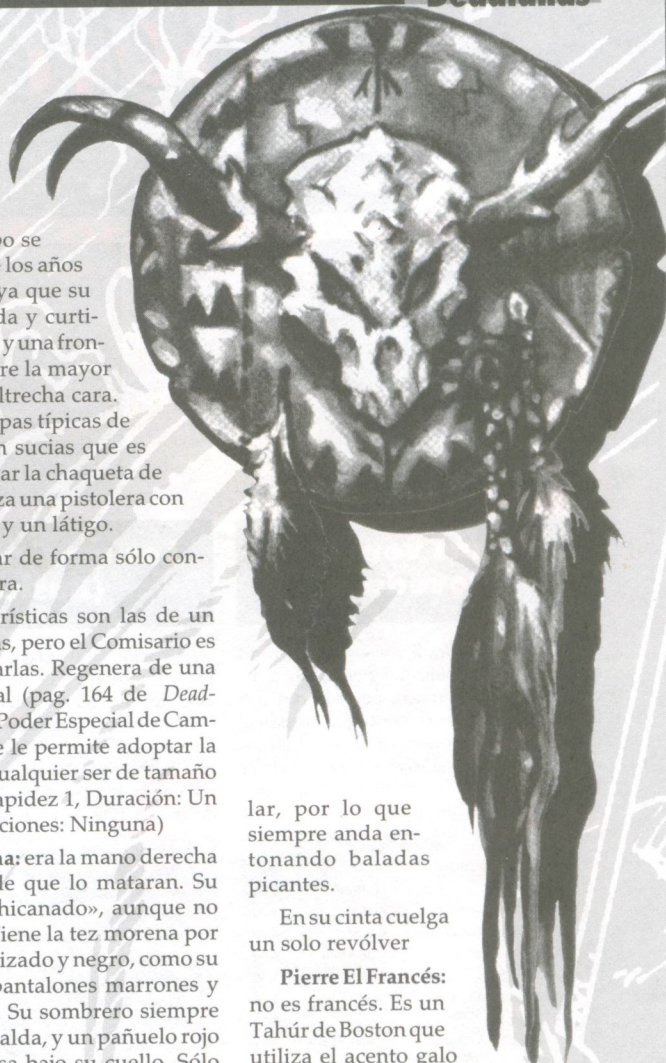 Deadlands
po se
e los años
ya que su
da y curti-
y una fron-
re la mayor
ltrecha cara.
pas típicas de
n sucias que es
ar la chaqueta de
za una pistolera con
y un látigo.
ar de forma sólo con-
ra.
rísticas son las de un
as, pero el Comisario es
arlas. Regenera de una
al (pag. 164 de Dead-
Poder Especial de Cam-
e le permite adoptar la
ualquier ser de tamaño
apidez 1, Duración: Un
ciones: Ninguna)
na: era la mano derecha
de que lo mataran. Su
hicanado», aunque no
iene la tez morena por
izado y negro, como su
pantalones marrones y
Su sombrero siempre
alda, y un pañuelo rojo
sa bajo su cuello. Sólo
lar, por lo que
siempre anda en-
tonando baladas
picantes.
En su cinta cuelga
un solo revólver
Pierre El Francés:
no es francés. Es un
Tahúr de Boston que
utiliza el acento galo